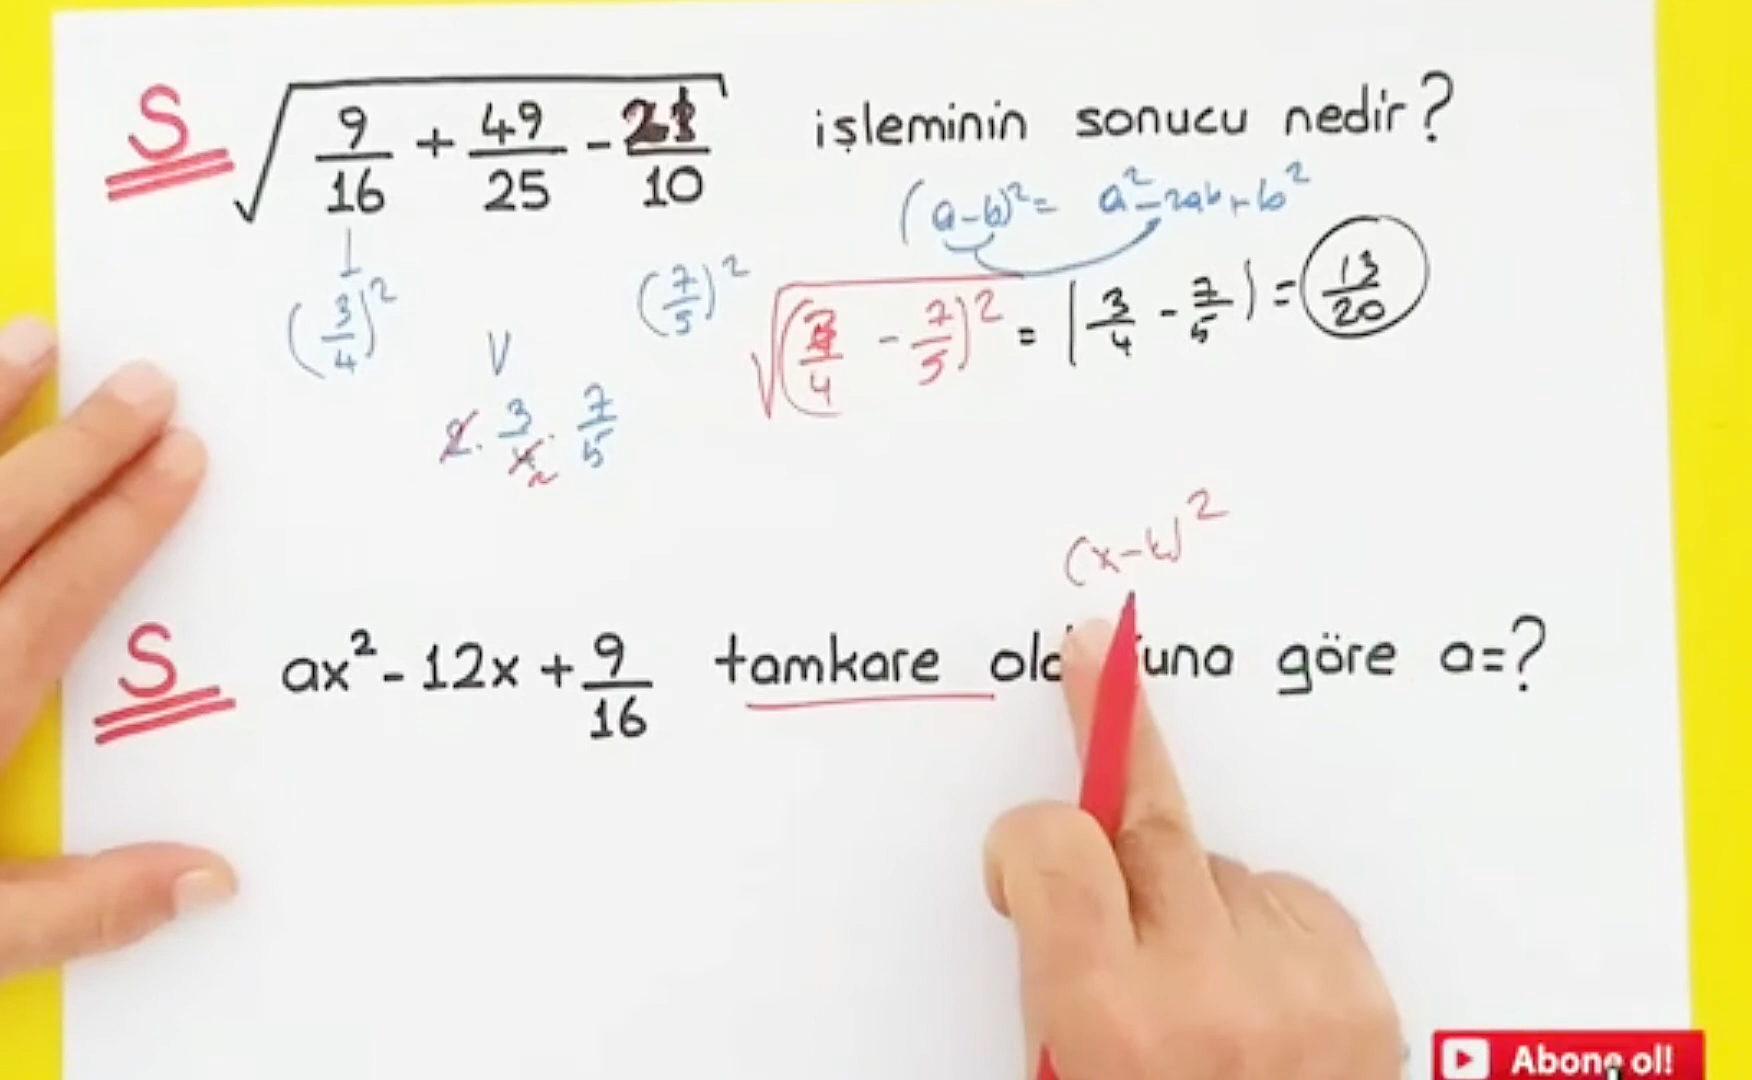 S √(9/16 + 49/25 - 21/10) işleminin sonucu nedir?
(a-b)² = a²-2ab+b²
(3/4)² (7/5)² √(3/4 - 7/5)² = |3/4 - 7/5| = 13/20
2 · 3/4 · 7/5
2
(x-k)²
S ax² - 12x + 9/16 tamkare göre a=?
Abone ol!